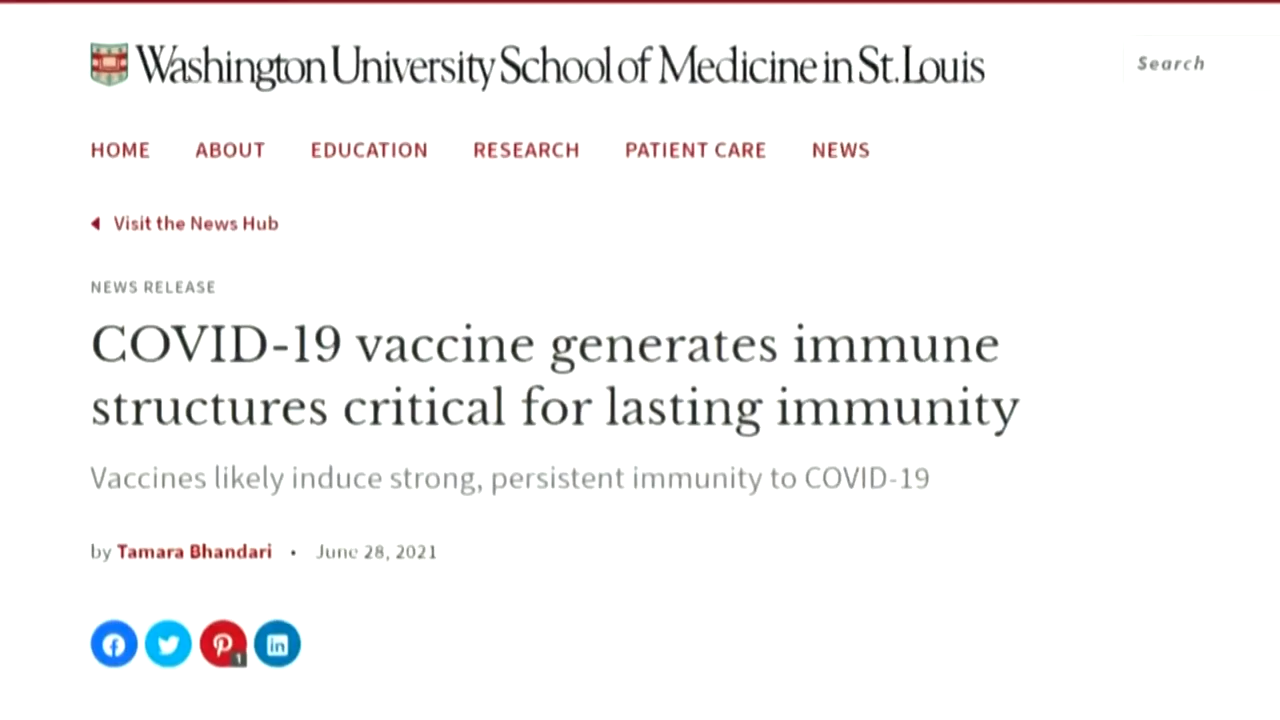 Washington University School of Medicine in St. Louis
Search
HOME ABOUT EDUCATION RESEARCH PATIENT CARE NEWS
Visit the News Hub
NEWS RELEASE
COVID-19 vaccine generates immune
structures critical for lasting immunity
Vaccines likely induce strong, persistent immunity to COVID-19
by Tamara Bhandari • June 28, 2021
1